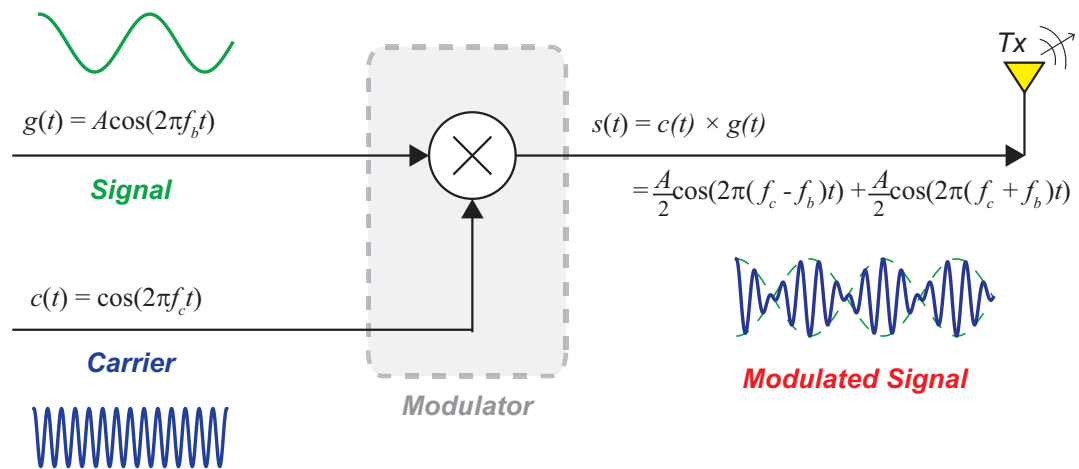 Tx
g(t) = Acos(2πf_b t)
s(t) = c(t) × g(t)
Signal
= A/2 cos(2π(f_c - f_b)t) + A/2 cos(2π(f_c + f_b)t)
c(t) = cos(2πf_c t)
Carrier
Modulated Signal
Modulator